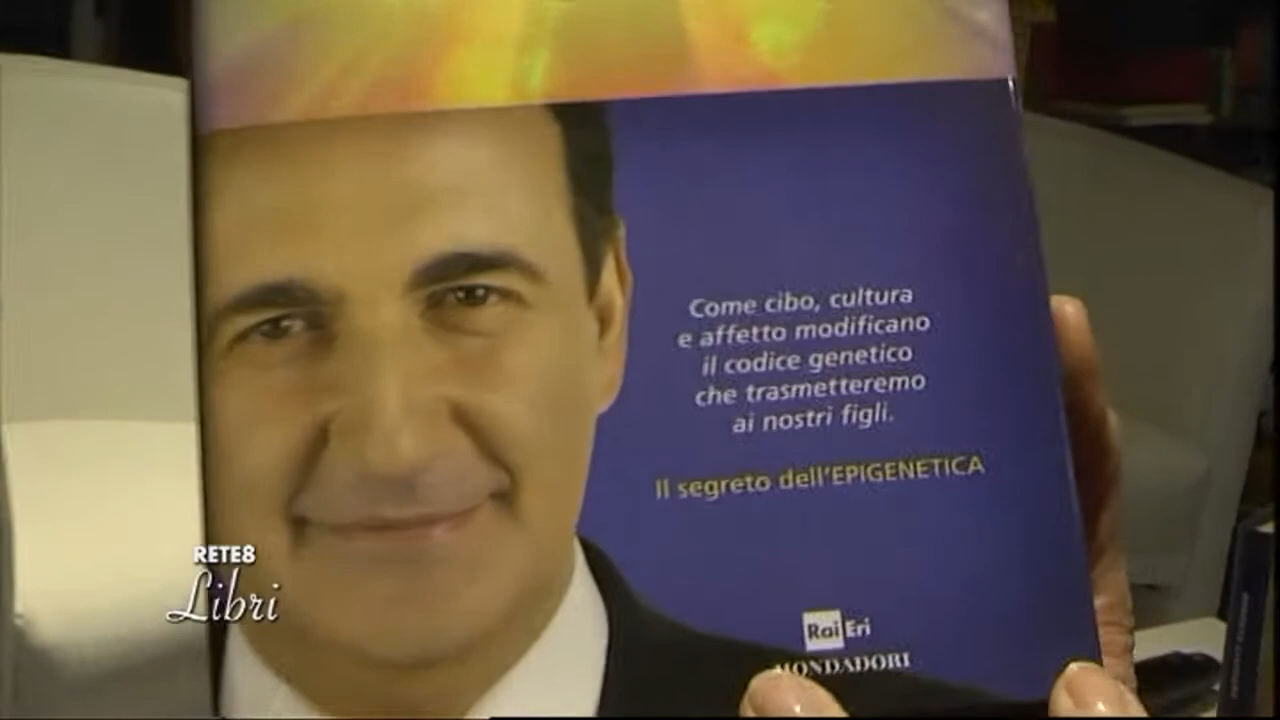 Come cibo, cultura
e affetto modificano
il codice genetico
che trasmetteremo
ai nostri figli.
Il segreto dell'EPIGENETICA
Rai Eri
MONDADORI
RETE8
Libri